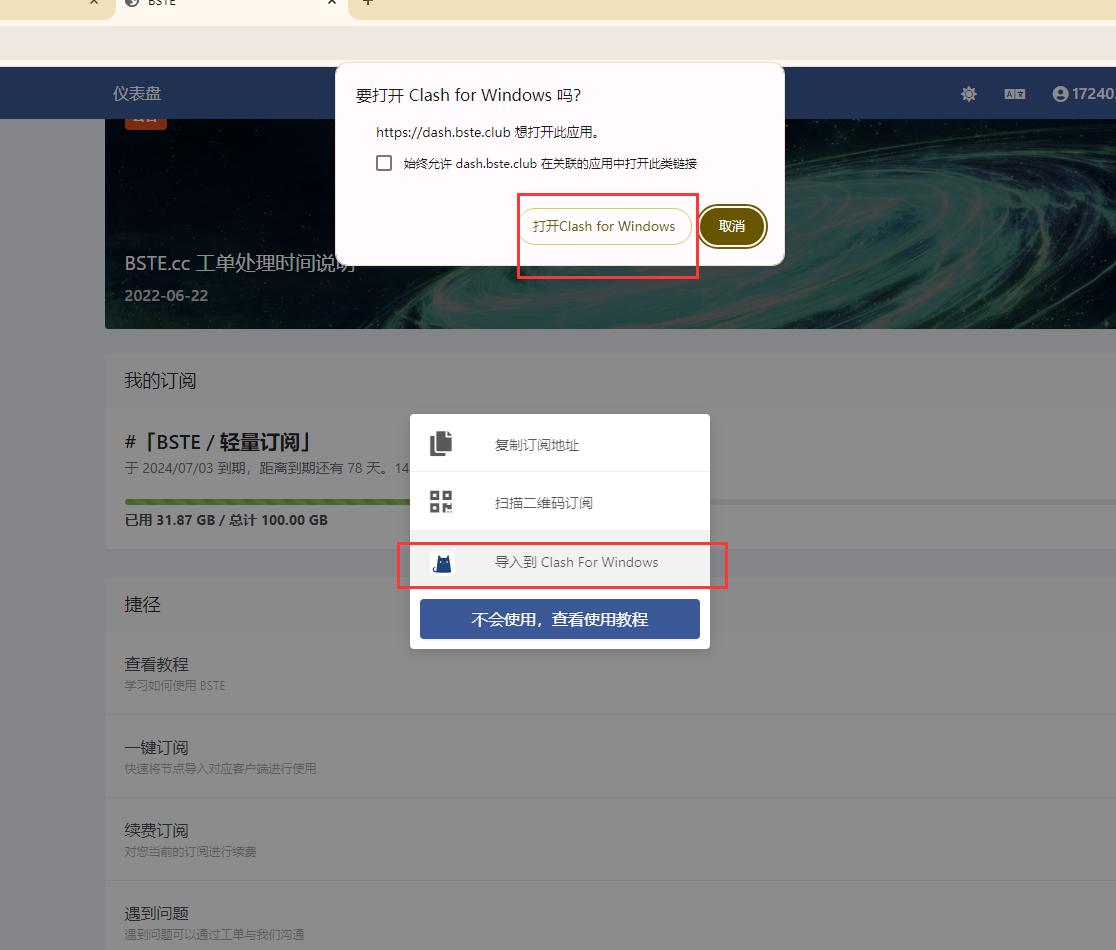 BSTE
要打开 Clash for Windows 吗?
仪表盘
17240
https://dash.bste.club 想打开此应用。
始终允许 dash.bste.club 在关联的应用中打开此类链接
打开Clash for Windows
取消
BSTE.cc 工单处理时间说明
2022-06-22
我的订阅
#「BSTE / 轻量订阅」
于 2024/07/03 到期，距离到期还有 78 天。14
已用 31.87 GB / 总计 100.00 GB
复制订阅地址
扫描二维码订阅
导入到 Clash For Windows
不会使用，查看使用教程
捷径
查看教程
学习如何使用 BSTE
一键订阅
快速将节点导入对应客户端进行使用
续费订阅
对您当前的订阅进行续费
遇到问题
遇到问题可以通过工单与我们沟通